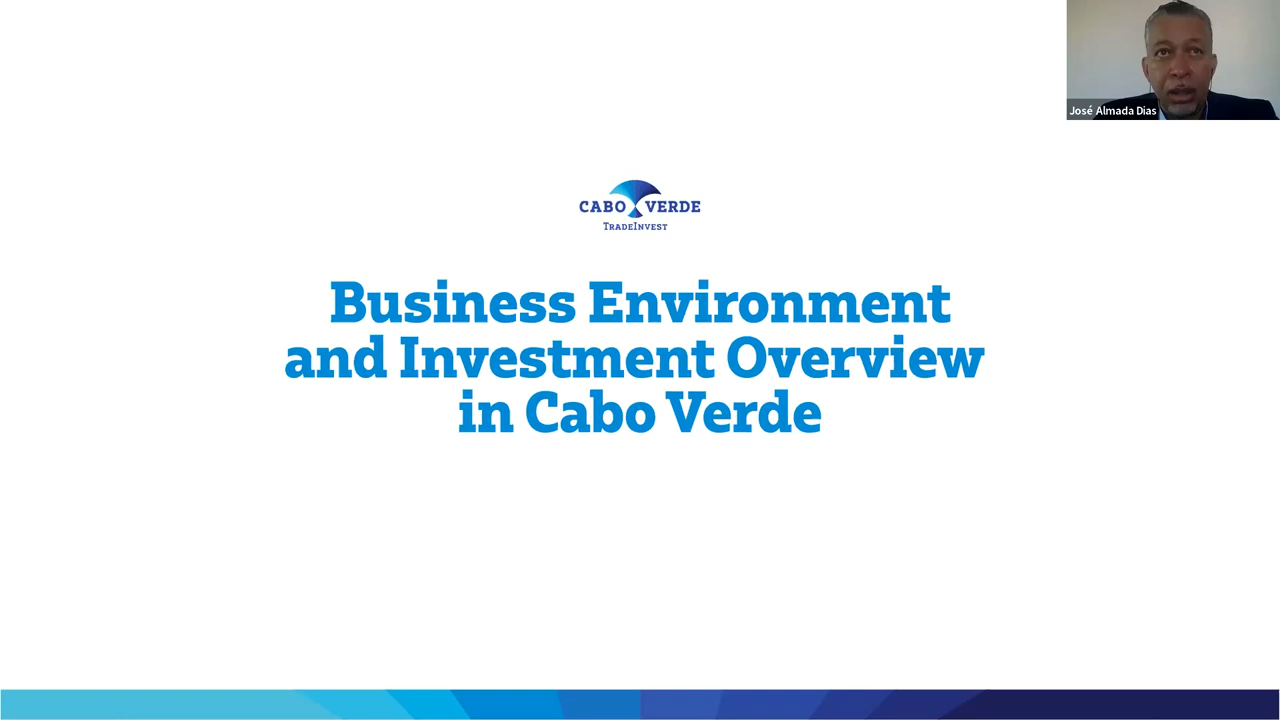 José Almada Dias
CABO VERDE
TRADEINVEST
Business Environment
and Investment Overview
in Cabo Verde